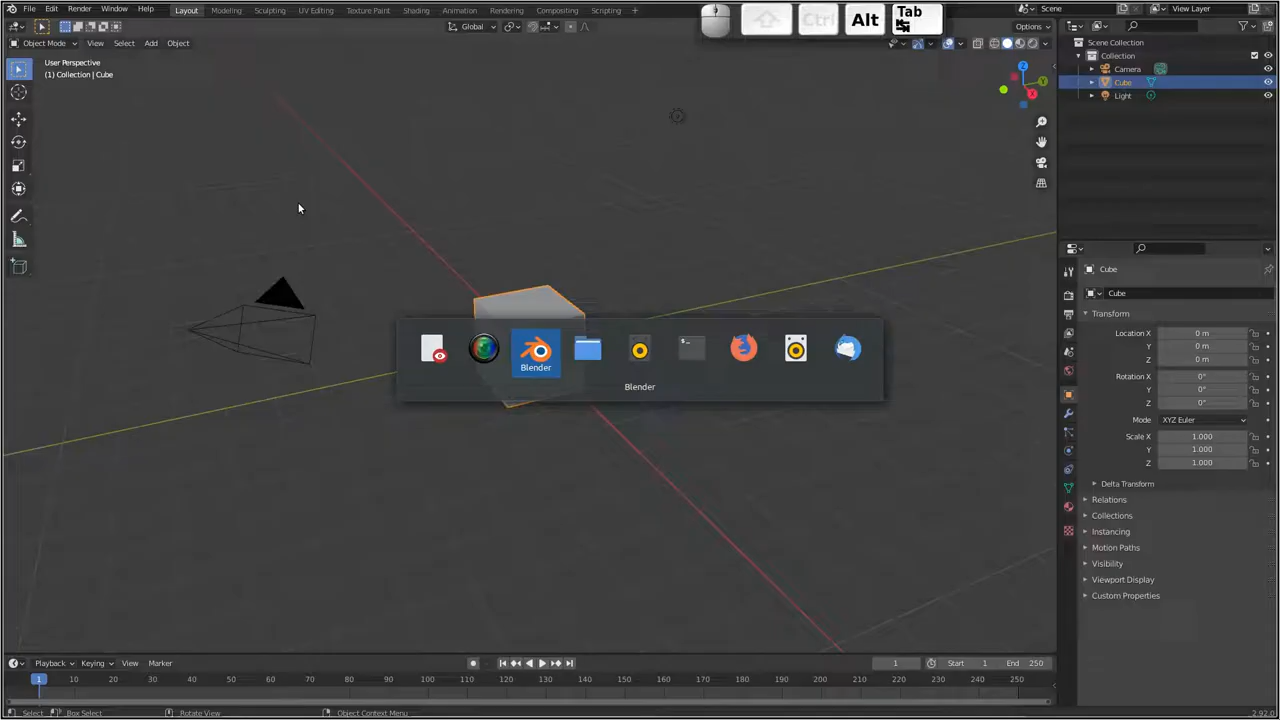 File Edit Render Window Help Layout Modeling Sculpting UV Editing Texture Paint Shading Animation Rendering Compositing Scripting + Scene View Layer
Ctrl Alt Tab
Global Options
Object Mode View Select Add Object
User Perspective
(1) Collection | Cube
Z
Y
X
Scene Collection
Collection
Camera
Cube
Light
Blender
Blender
Cube
Cube
Transform
Location X 0 m
Y 0 m
Z 0 m
Rotation X 0°
Y 0°
Z 0°
Mode XYZ Euler
Scale X 1.000
Y 1.000
Z 1.000
Delta Transform
Relations
Collections
Instancing
Motion Paths
Visibility
Viewport Display
Custom Properties
Playback Keying View Marker 1 Start 1 End 250
1 10 20 30 40 50 60 70 80 90 100 110 120 130 140 150 160 170 180 190 200 210 220 230 240 250
Select Box Select Rotate View Object Context Menu 2.92.0